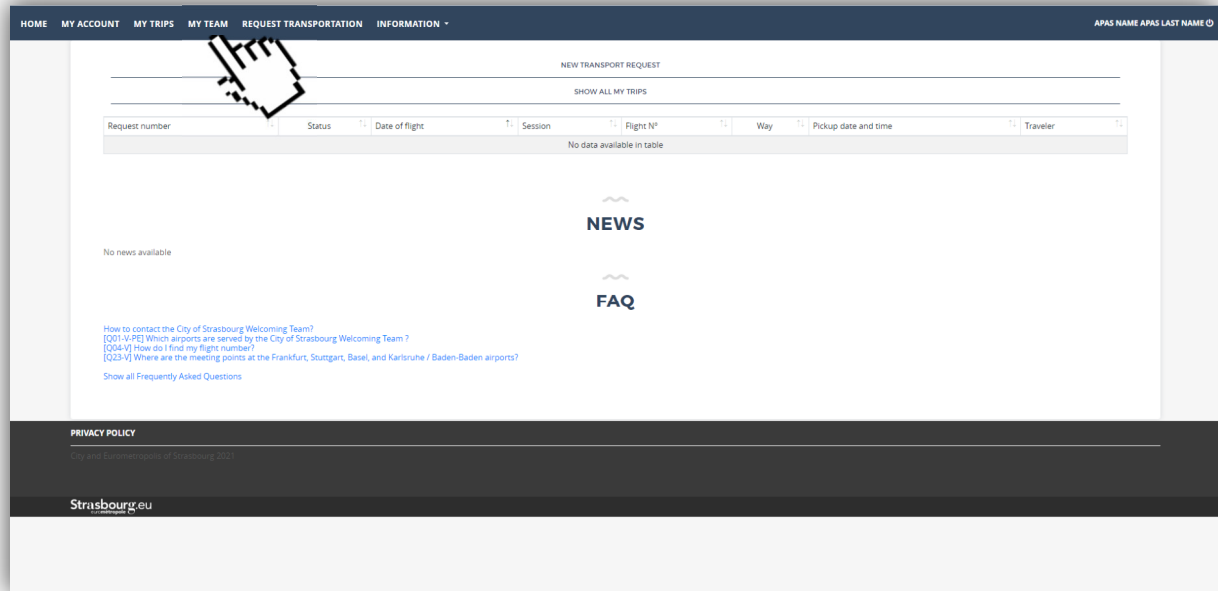 HOME MY ACCOUNT MY TRIPS MY TEAM REQUEST TRANSPORTATION INFORMATION APAS NAME APAS LAST NAME
NEW TRANSPORT REQUEST
SHOW ALL MY TRIPS
Request number Status Date of flight Session Flight N° Way Pickup date and time Traveler
No data available in table
NEWS
No news available
FAQ
How to contact the City of Strasbourg Welcoming Team?
[Q01-V-PE] Which airports are served by the City of Strasbourg Welcoming Team ?
[Q04-V] How do I find my flight number?
[Q23-V] Where are the meeting points at the Frankfurt, Stuttgart, Basel, and Karlsruhe / Baden-Baden airports?
Show all Frequently Asked Questions
PRIVACY POLICY
City and Eurometropolis of Strasbourg 2021
Strasbourg.eu
eurométropole